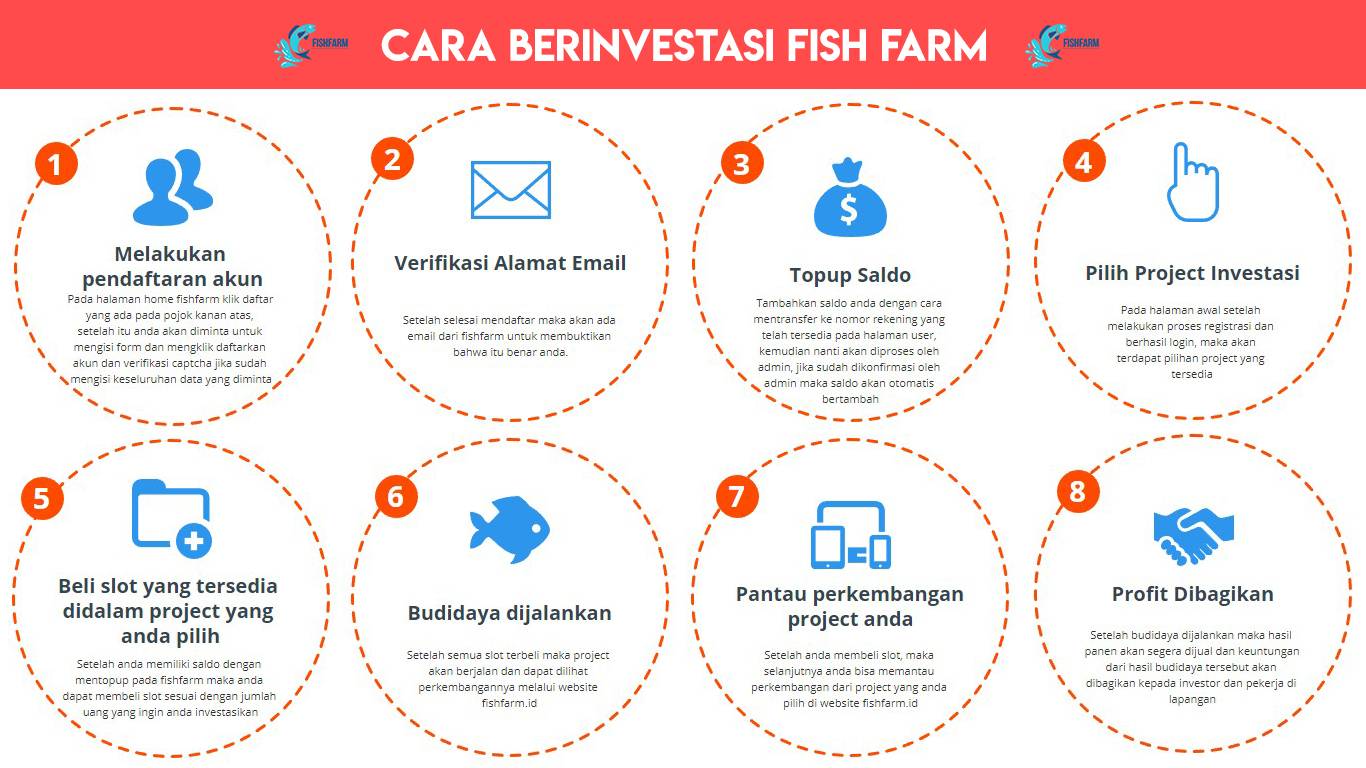 FISHFARM
CARA BERINVESTASI FISH FARM
FISHFARM
1
Melakukan
pendaftaran akun
Pada halaman home fishfarm klik daftar
yang ada pada pojok kanan atas,
setelah itu anda akan diminta untuk
mengisi form dan mengklik daftarkan
akun dan verifikasi captcha jika sudah
mengisi keseluruhan data yang diminta
2
Verifikasi Alamat Email
Setelah selesai mendaftar maka akan ada
email dari fishfarm untuk membuktikan
bahwa itu benar anda.
3
$
Topup Saldo
Tambahkan saldo anda dengan cara
mentransfer ke nomor rekening yang
telah tersedia pada halaman user,
kemudian nanti akan diproses oleh
admin, jika sudah dikonfirmasi oleh
admin maka saldo akan otomatis
bertambah
4
Pilih Project Investasi
Pada halaman awal setelah
melakukan proses registrasi dan
berhasil login, maka akan
terdapat pilihan project yang
tersedia
5
Beli slot yang tersedia
didalam project yang
anda pilih
Setelah anda memiliki saldo dengan
mentopup pada fishfarm maka anda
dapat membeli slot sesuai dengan jumlah
uang yang ingin anda investasikan
6
Budidaya dijalankan
Setelah semua slot terbeli maka project
akan berjalan dan dapat dilihat
perkembangannya melalui website
fishfarm.id
7
Pantau perkembangan
project anda
Setelah anda membeli slot, maka
selanjutnya anda bisa memantau
perkembangan dari project yang anda
pilih di website fishfarm.id
8
Profit Dibagikan
Setelah budidaya dijalankan maka hasil
panen akan segera dijual dan keuntungan
dari hasil budidaya tersebut akan
dibagikan kepada investor dan pekerja di
lapangan